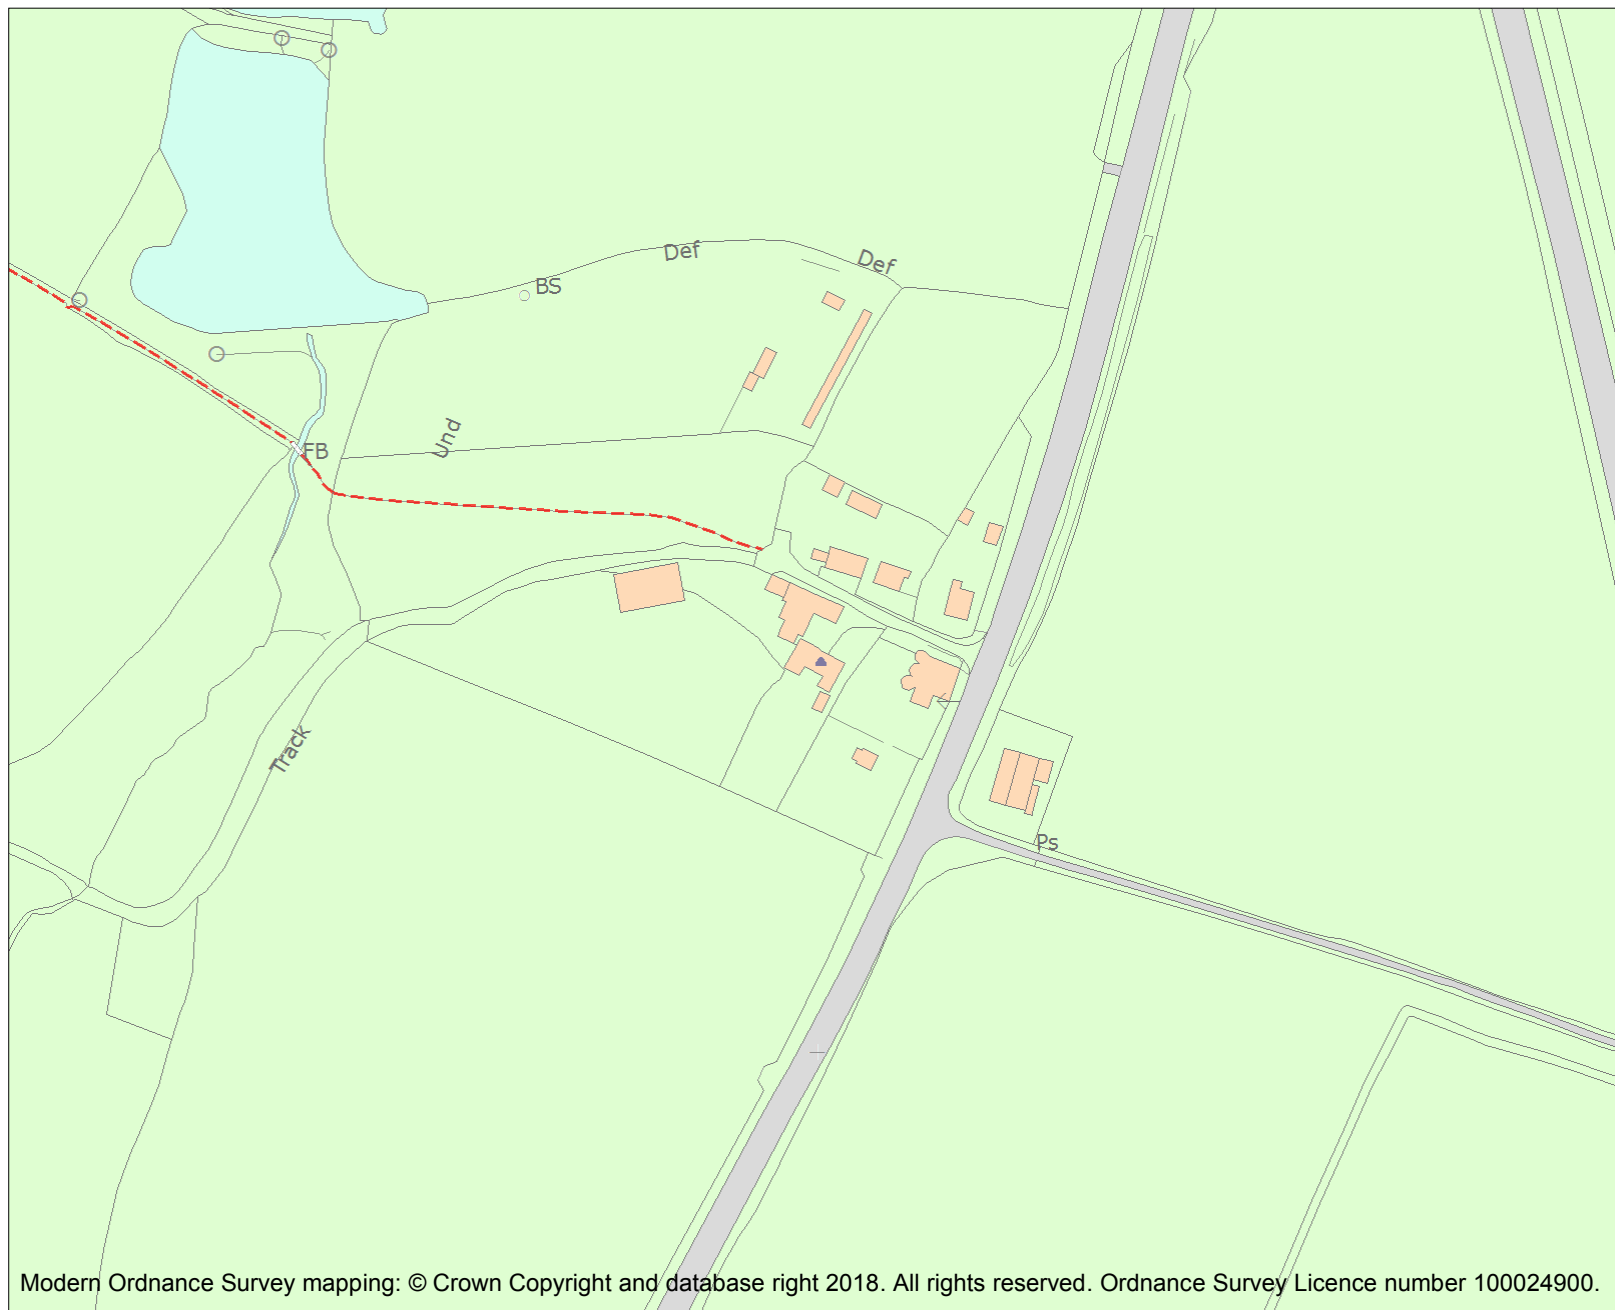 Def
Def
BS
Und
FB
Track
Ps
Modern Ordnance Survey mapping: © Crown Copyright and database right 2018. All rights reserved. Ordnance Survey Licence number 100024900.